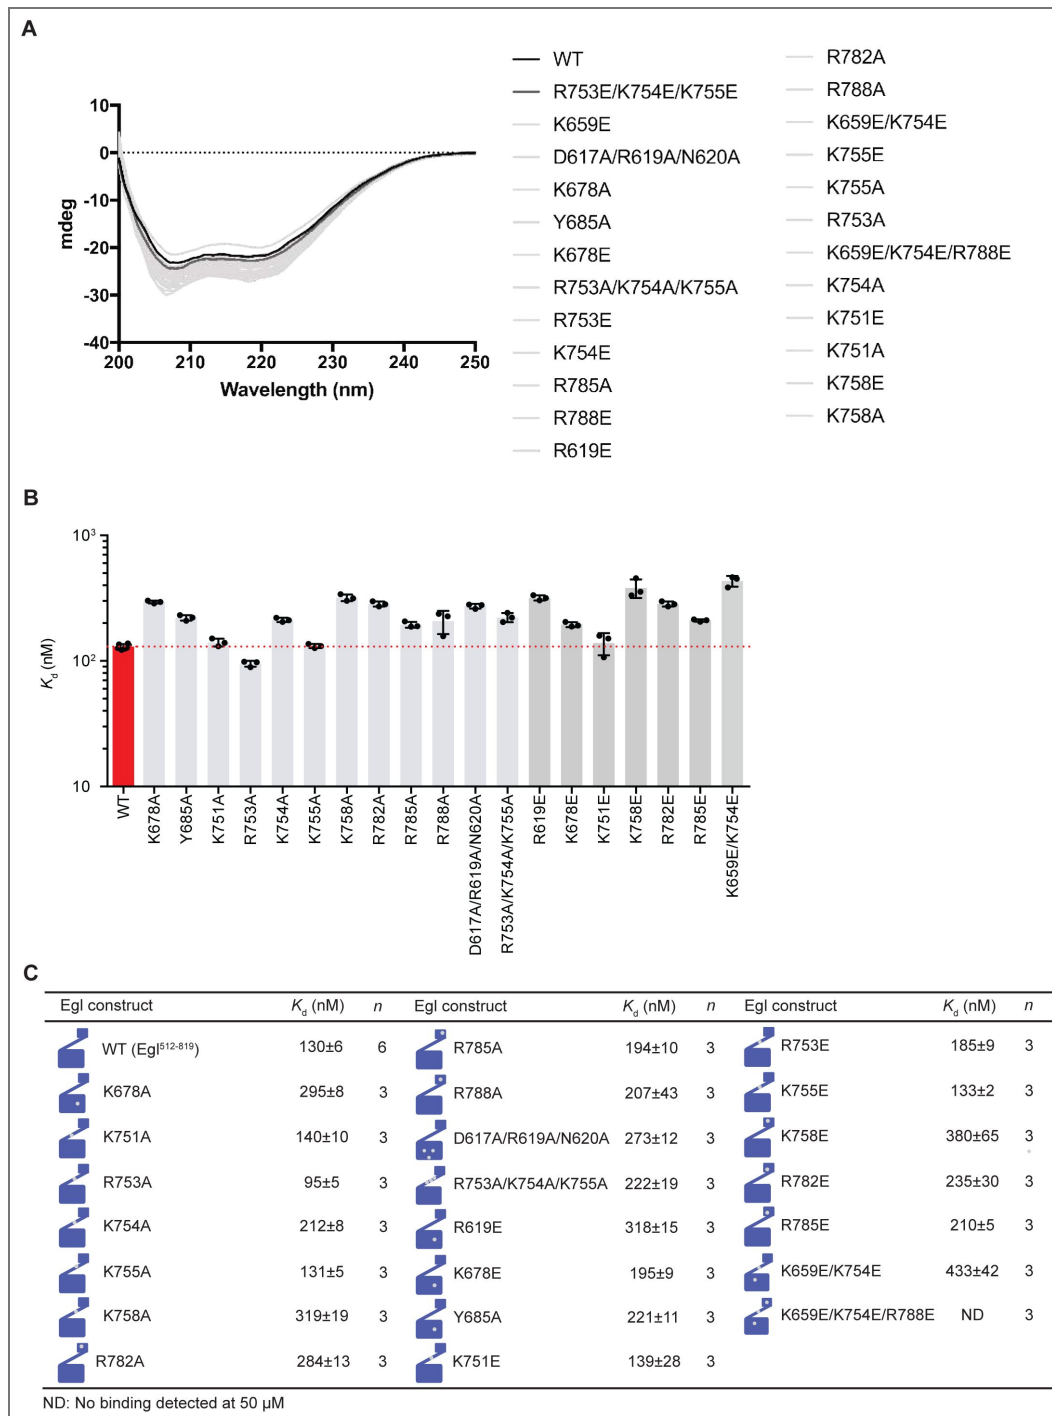 A
10
0
-10
-20
-30
-40
mdeg
200 210 220 230 240 250
Wavelength (nm)
WT
R753E/K754E/K755E
K659E
D617A/R619A/N620A
K678A
Y685A
K678E
R753A/K754A/K755A
R753E
K754E
R785A
R788E
R619E
R782A
R788A
K659E/K754E
K755E
K755A
R753A
K659E/K754E/R788E
K754A
K751E
K751A
K758E
K758A
B
10³
10²
10
Kd (nM)
WT
K678A
Y685A
K751A
R753A
K754A
K755A
K758A
R782A
R785A
R788A
D617A/R619A/N620A
R753A/K754A/K755A
R619E
K678E
K751E
K758E
R782E
R785E
K659E/K754E
C
Egl construct Kd (nM) n Egl construct Kd (nM) n Egl construct Kd (nM) n
WT (Egl⁵¹²⁻⁸¹⁹) 130±6 6 R785A 194±10 3 R753E 185±9 3
K678A 295±8 3 R788A 207±43 3 K755E 133±2 3
K751A 140±10 3 D617A/R619A/N620A 273±12 3 K758E 380±65 3
R753A 95±5 3 R753A/K754A/K755A 222±19 3 R782E 235±30 3
K754A 212±8 3 R619E 318±15 3 R785E 210±5 3
K755A 131±5 3 K678E 195±9 3 K659E/K754E 433±42 3
K758A 319±19 3 Y685A 221±11 3 K659E/K754E/R788E ND 3
R782A 284±13 3 K751E 139±28 3
ND: No binding detected at 50 µM